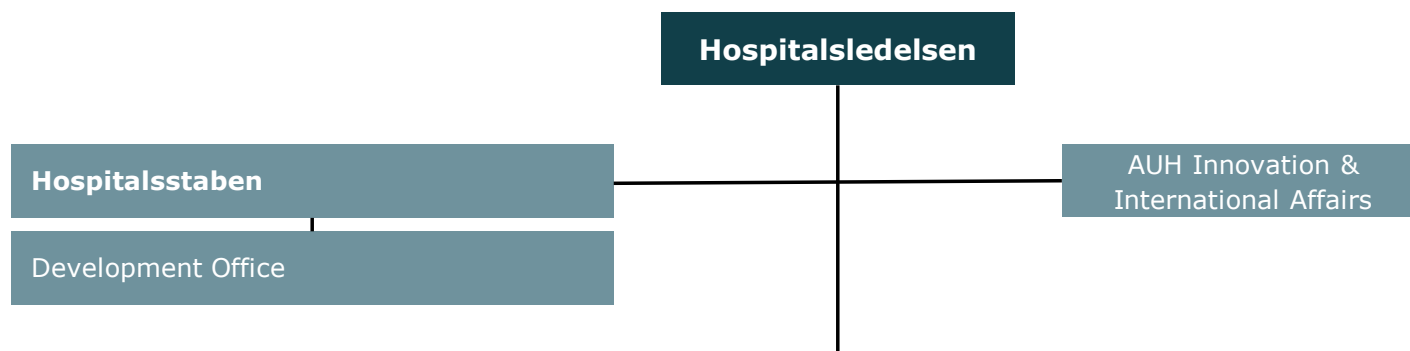 Hospitalsledelsen
Hospitalsstaben
AUH Innovation &
International Affairs
Development Office